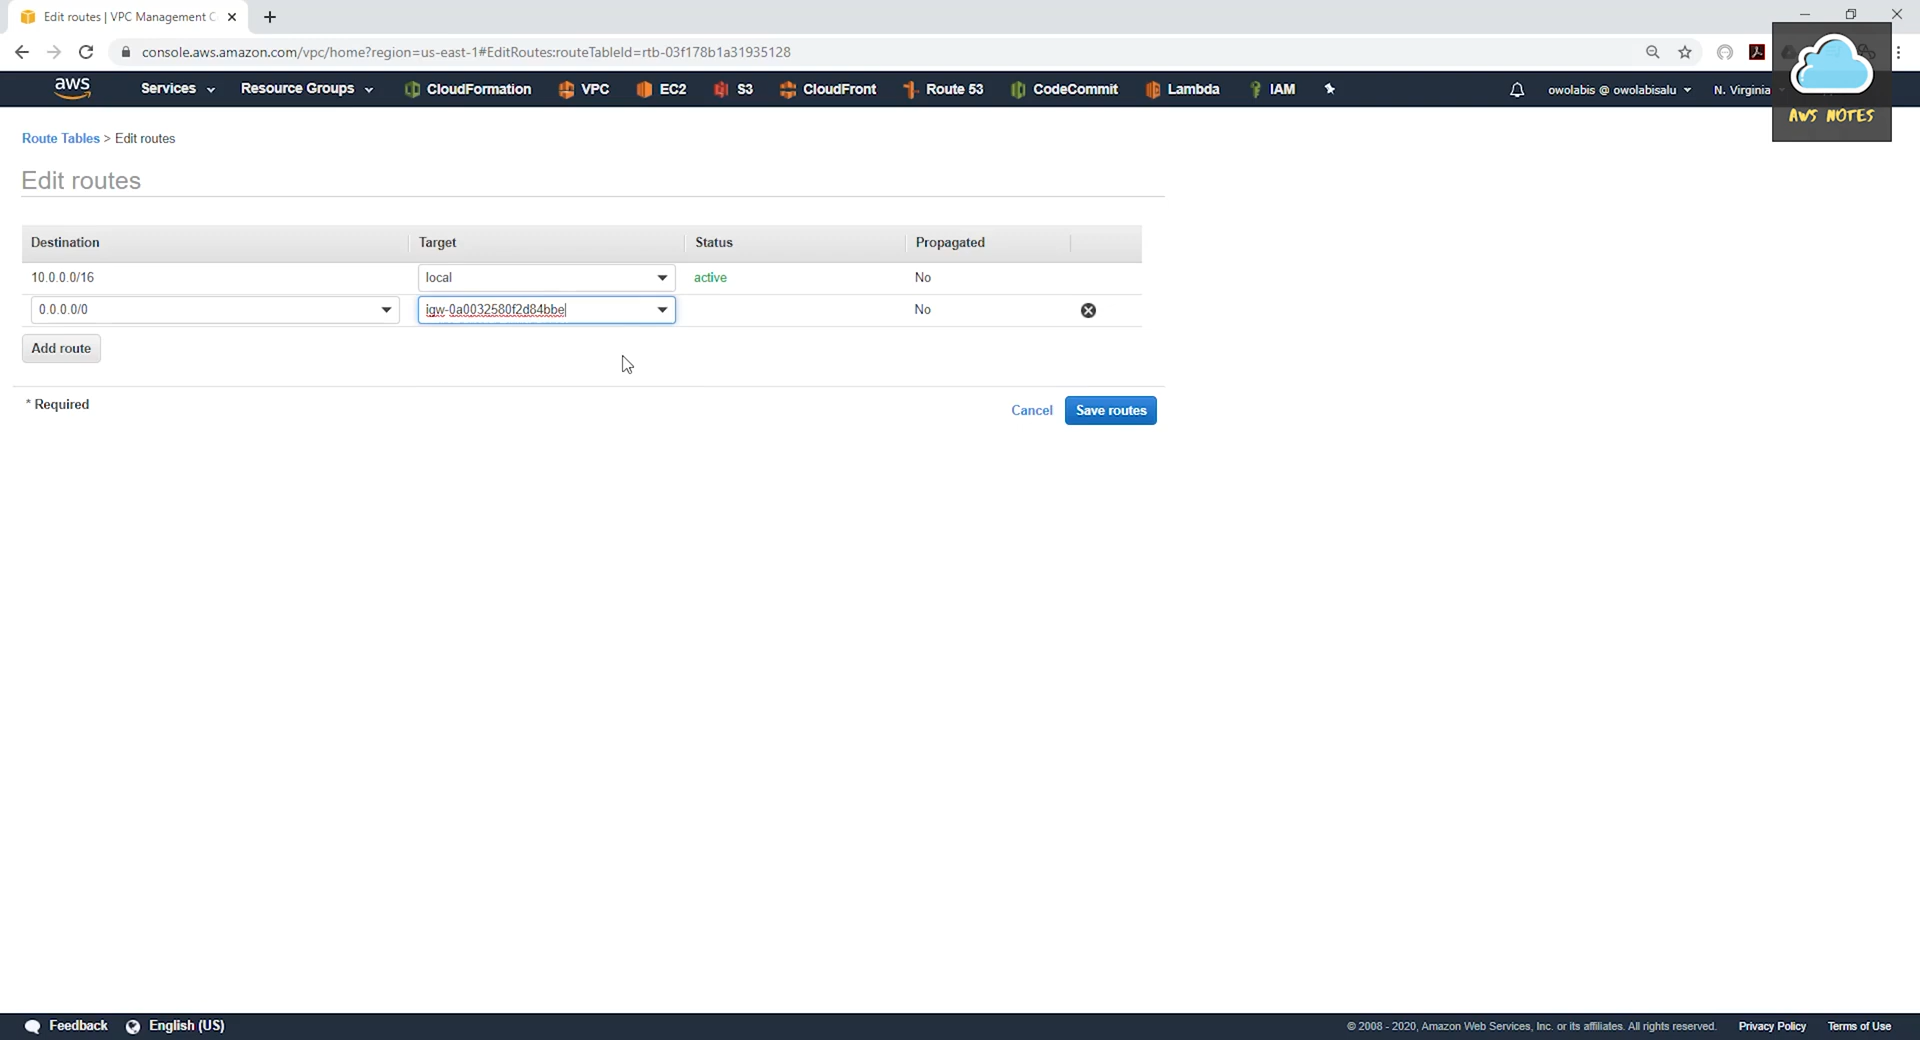 Edit routes | VPC Management C
console.aws.amazon.com/vpc/home?region=us-east-1#EditRoutes:routeTableId=rtb-03f178b1a31935128
aws Services Resource Groups CloudFormation VPC EC2 S3 CloudFront Route 53 CodeCommit Lambda IAM owolabis @ owolabisalu N. Virginia
AWS NOTES
Route Tables > Edit routes
Edit routes
Destination Target Status Propagated
10.0.0.0/16 local active No
0.0.0.0/0 igw-0a0032580f2d84bbe No
Add route
* Required
Cancel Save routes
Feedback English (US) © 2008 - 2020, Amazon Web Services, Inc. or its affiliates. All rights reserved. Privacy Policy Terms of Use